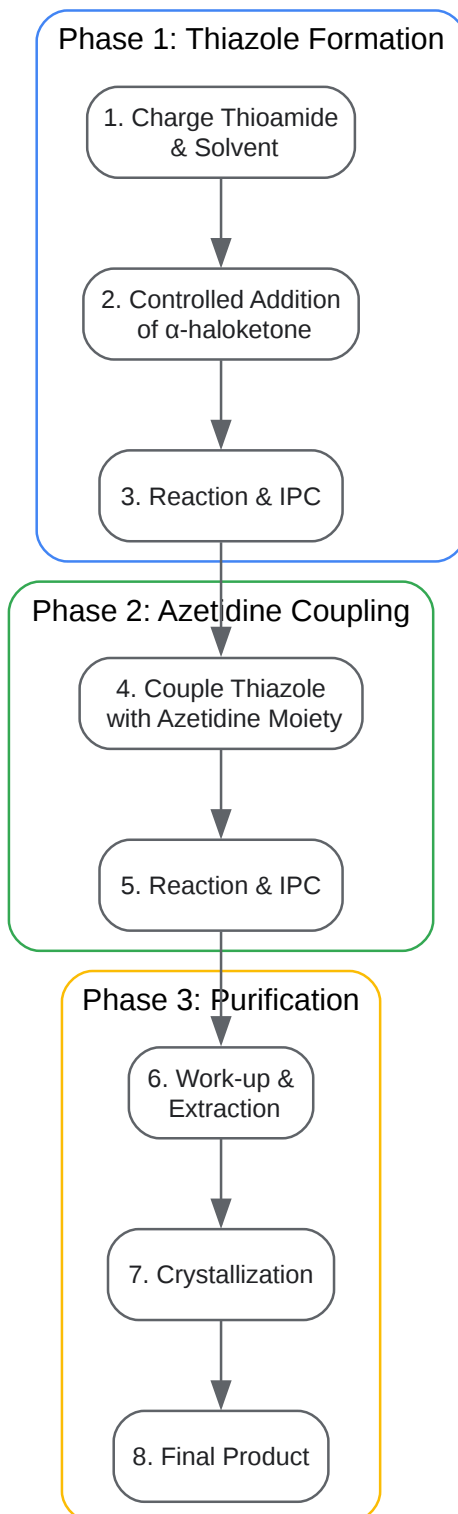 Phase 1: Thiazole Formation
1. Charge Thioamide
& Solvent
2. Controlled Addition
of α-haloketone
3. Reaction & IPC
Phase 2: Azetidine Coupling
4. Couple Thiazole
with Azetidine Moiety
5. Reaction & IPC
Phase 3: Purification
6. Work-up &
Extraction
7. Crystallization
8. Final Product